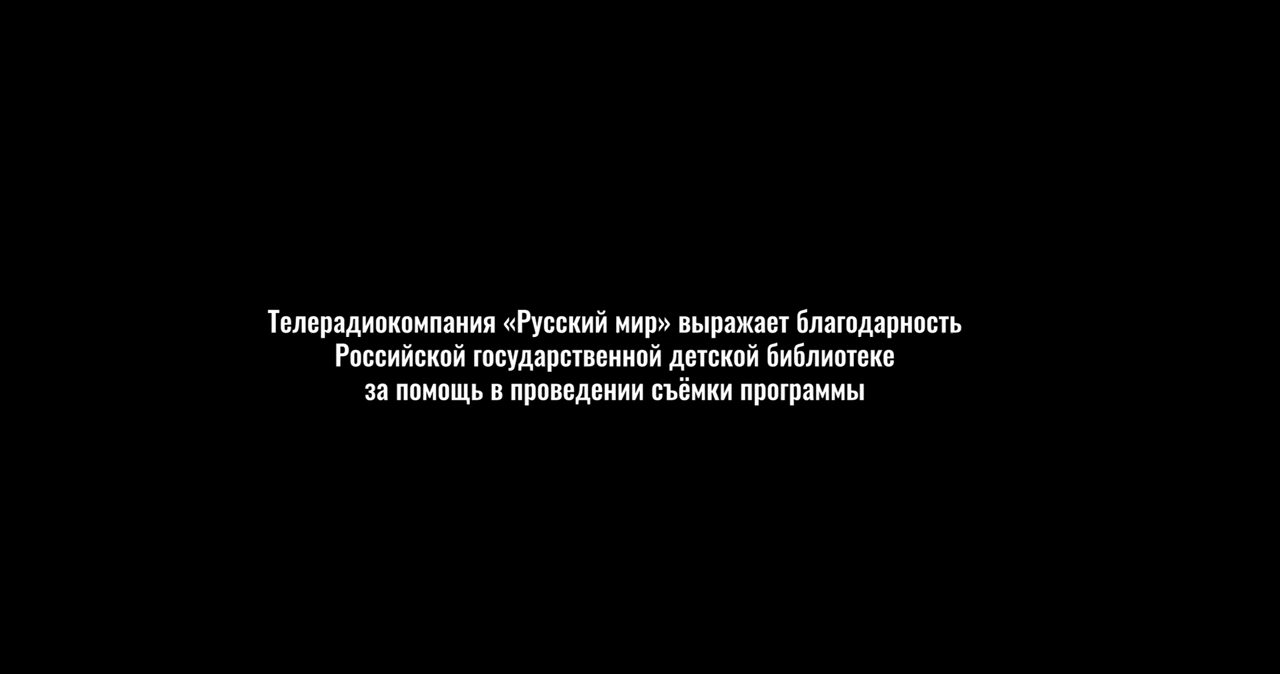 Телерадиокомпания «Русский мир» выражает благодарность
Российской государственной детской библиотеке
за помощь в проведении съёмки программы